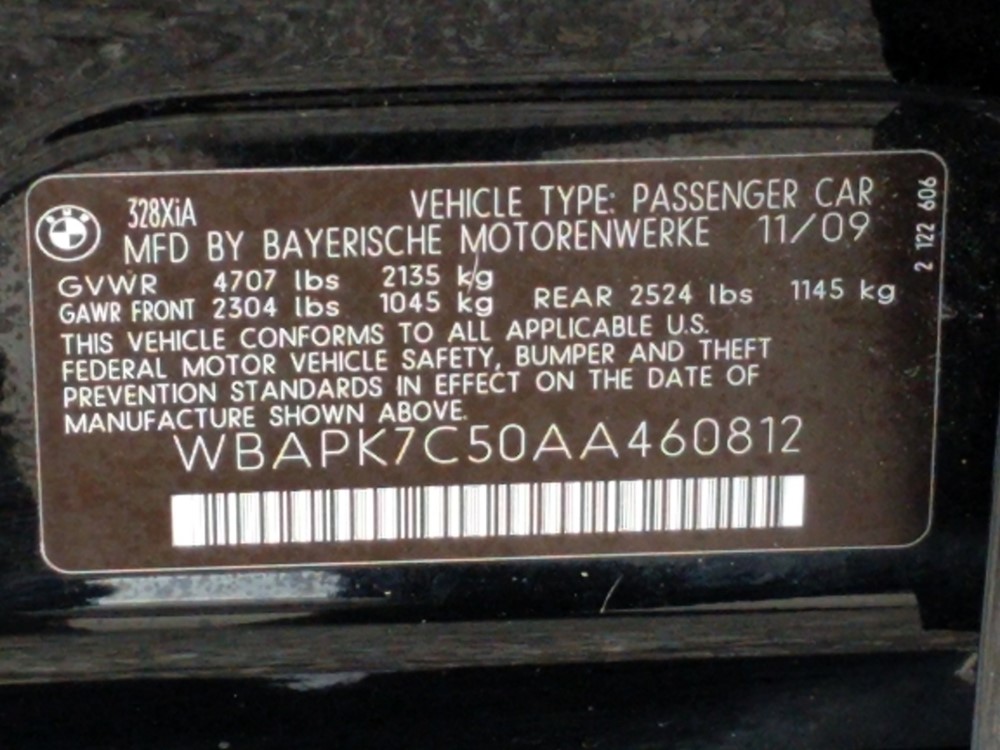 BMW
328XiA
VEHICLE TYPE: PASSENGER CAR
MFD BY BAYERISCHE MOTORENWERKE 11/09
GVWR 4707 lbs 2135 kg
GAWR FRONT 2304 lbs 1045 kg REAR 2524 lbs 1145 kg
THIS VEHICLE CONFORMS TO ALL APPLICABLE U.S.
FEDERAL MOTOR VEHICLE SAFETY, BUMPER AND THEFT
PREVENTION STANDARDS IN EFFECT ON THE DATE OF
MANUFACTURE SHOWN ABOVE.
WBAPK7C50AA460812
2 122 606